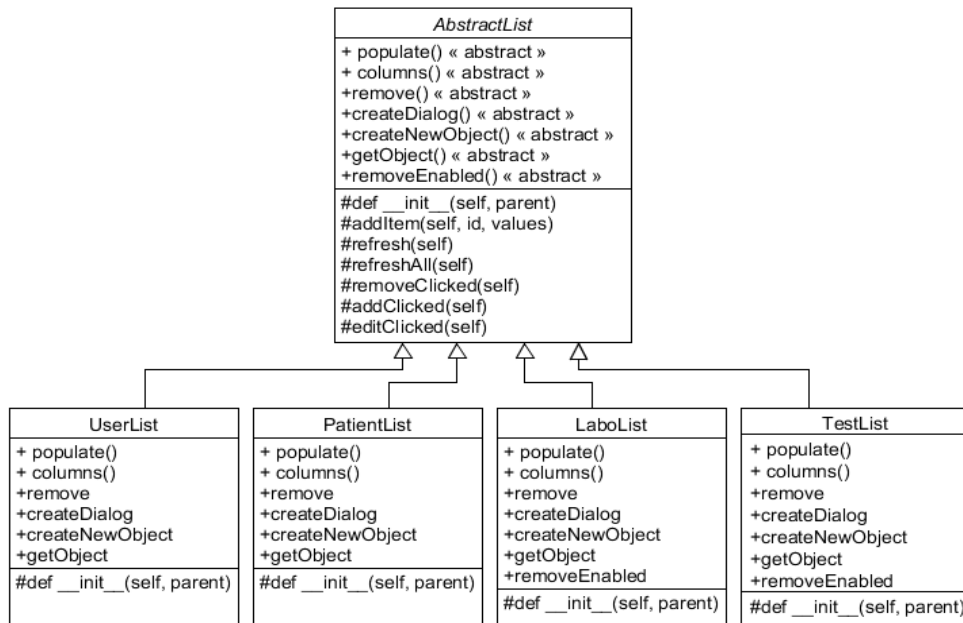 AbstractList
+ populate() « abstract »
+ columns() « abstract »
+remove() « abstract »
+createDialog() « abstract »
+createNewObject() « abstract »
+getObject() « abstract »
+removeEnabled() « abstract »
#def __init__(self, parent)
#addItem(self, id, values)
#refresh(self)
#refreshAll(self)
#removeClicked(self)
#addClicked(self)
#editClicked(self)
UserList
+ populate()
+ columns()
+remove
+createDialog
+createNewObject
+getObject
#def __init__(self, parent)
PatientList
+ populate()
+ columns()
+remove
+createDialog
+createNewObject
+getObject
#def __init__(self, parent)
LaboList
+ populate()
+ columns()
+remove
+createDialog
+createNewObject
+getObject
+removeEnabled
#def __init__(self, parent)
TestList
+ populate()
+ columns()
+remove
+createDialog
+createNewObject
+getObject
+removeEnabled
#def __init__(self, parent)